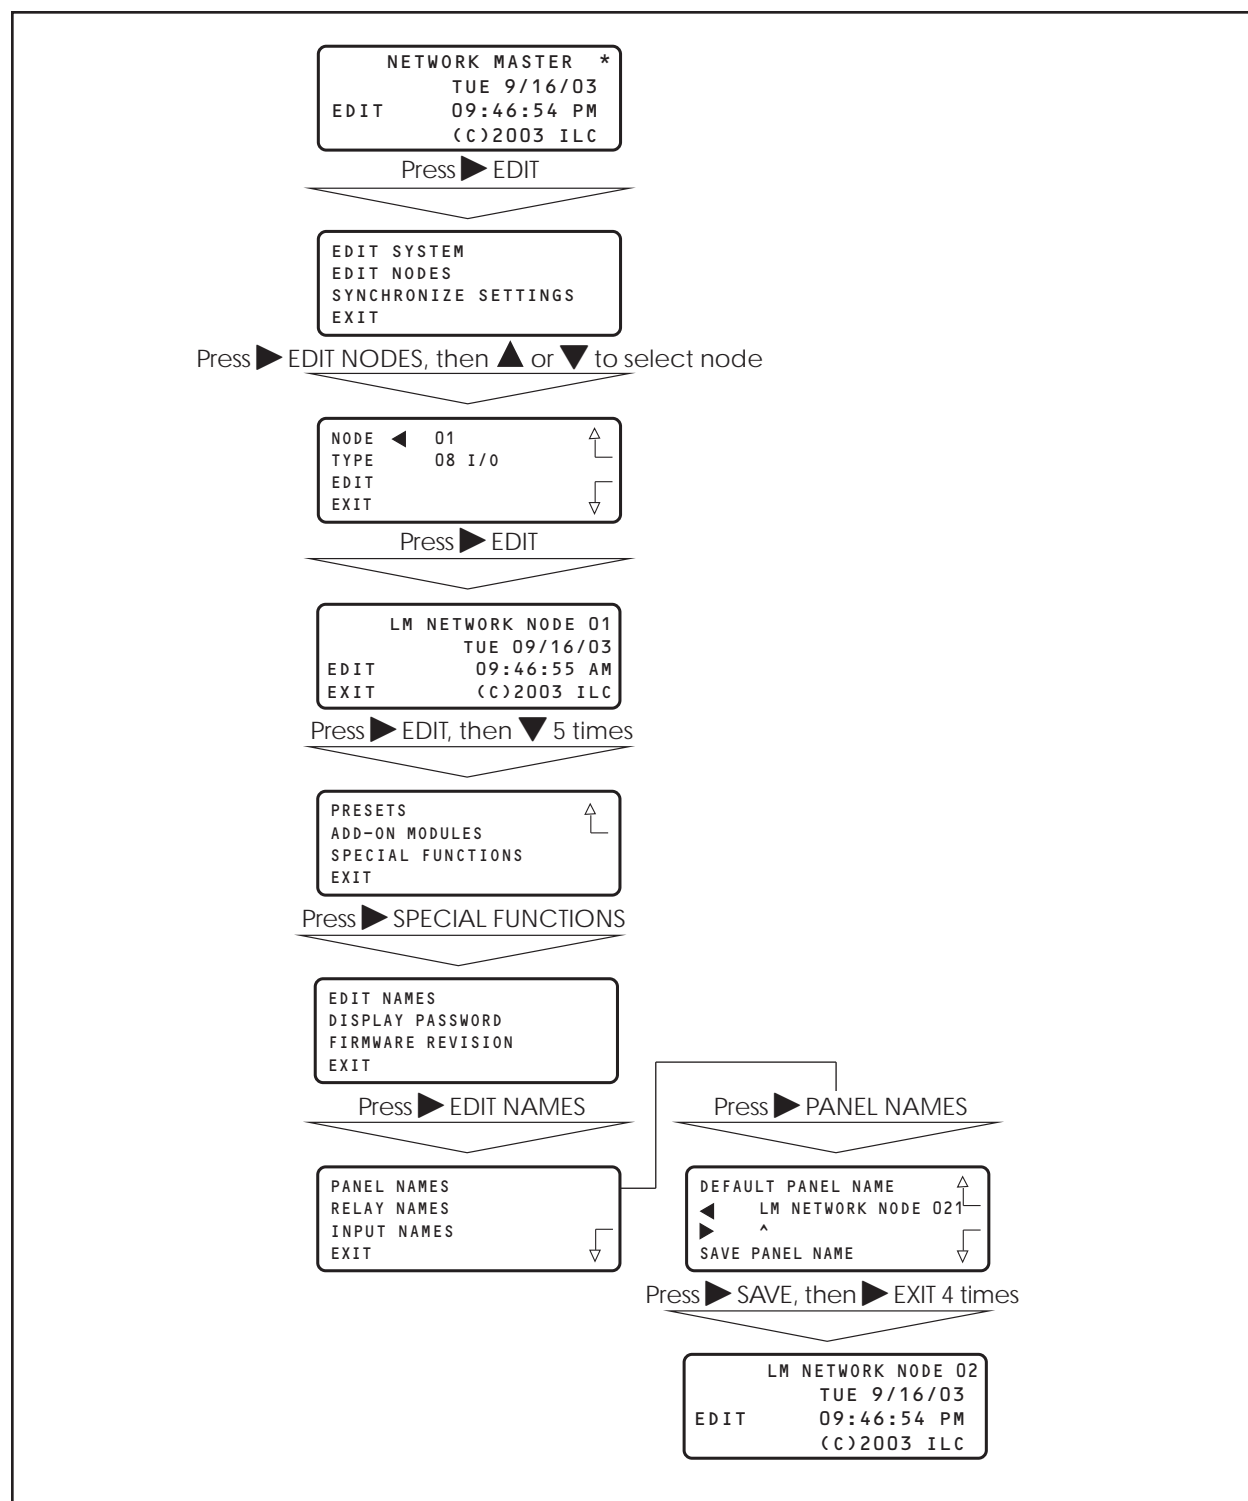 NETWORK MASTER *
TUE 9/16/03
EDIT 09:46:54 PM
(C)2003 ILC
Press ▶ EDIT
EDIT SYSTEM
EDIT NODES
SYNCHRONIZE SETTINGS
EXIT
Press ▶ EDIT NODES, then ▲ or ▼ to select node
NODE ◀ 01
TYPE 08 I/O
EDIT
EXIT
Press ▶ EDIT
LM NETWORK NODE 01
TUE 09/16/03
EDIT 09:46:55 AM
EXIT (C)2003 ILC
Press ▶ EDIT, then ▼ 5 times
PRESETS
ADD-ON MODULES
SPECIAL FUNCTIONS
EXIT
Press ▶ SPECIAL FUNCTIONS
EDIT NAMES
DISPLAY PASSWORD
FIRMWARE REVISION
EXIT
Press ▶ EDIT NAMES
PANEL NAMES
RELAY NAMES
INPUT NAMES
EXIT
Press ▶ PANEL NAMES
DEFAULT PANEL NAME
◀ LM NETWORK NODE 021
▶ ^
SAVE PANEL NAME
Press ▶ SAVE, then ▶ EXIT 4 times
LM NETWORK NODE 02
TUE 9/16/03
EDIT 09:46:54 PM
(C)2003 ILC